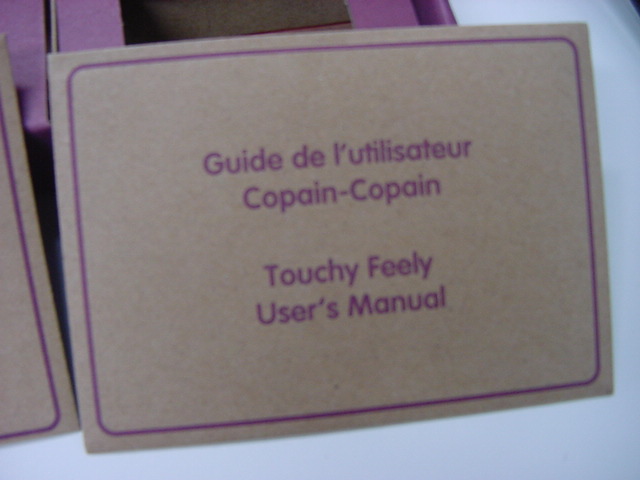 Guide de l'utilisateur
Copain-Copain
Touchy Feely
User's Manual